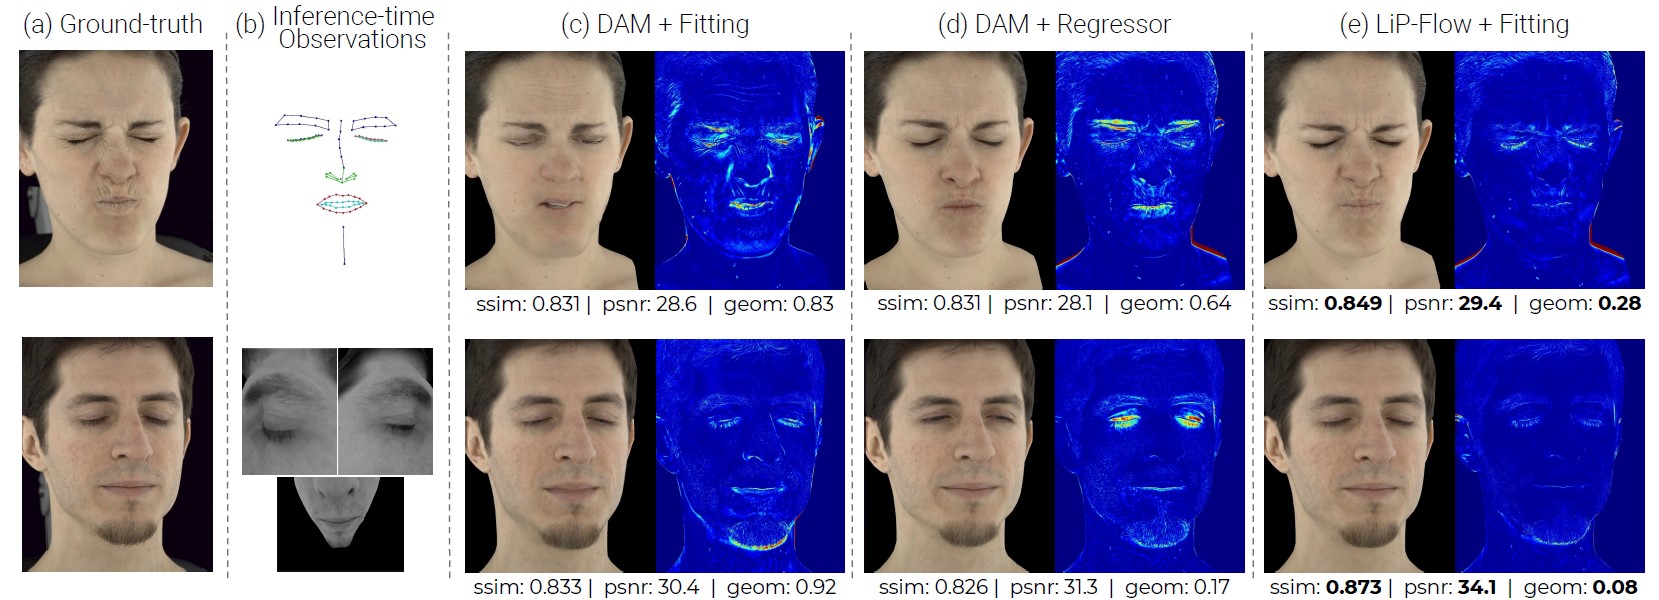 (a) Ground-truth
(b) Inference-time
Observations
(c) DAM + Fitting
(d) DAM + Regressor
(e) LiP-Flow + Fitting
ssim: 0.831 | psnr: 28.6 | geom: 0.83
ssim: 0.831 | psnr: 28.1 | geom: 0.64
ssim: 0.849 | psnr: 29.4 | geom: 0.28
ssim: 0.833 | psnr: 30.4 | geom: 0.92
ssim: 0.826 | psnr: 31.3 | geom: 0.17
ssim: 0.873 | psnr: 34.1 | geom: 0.08